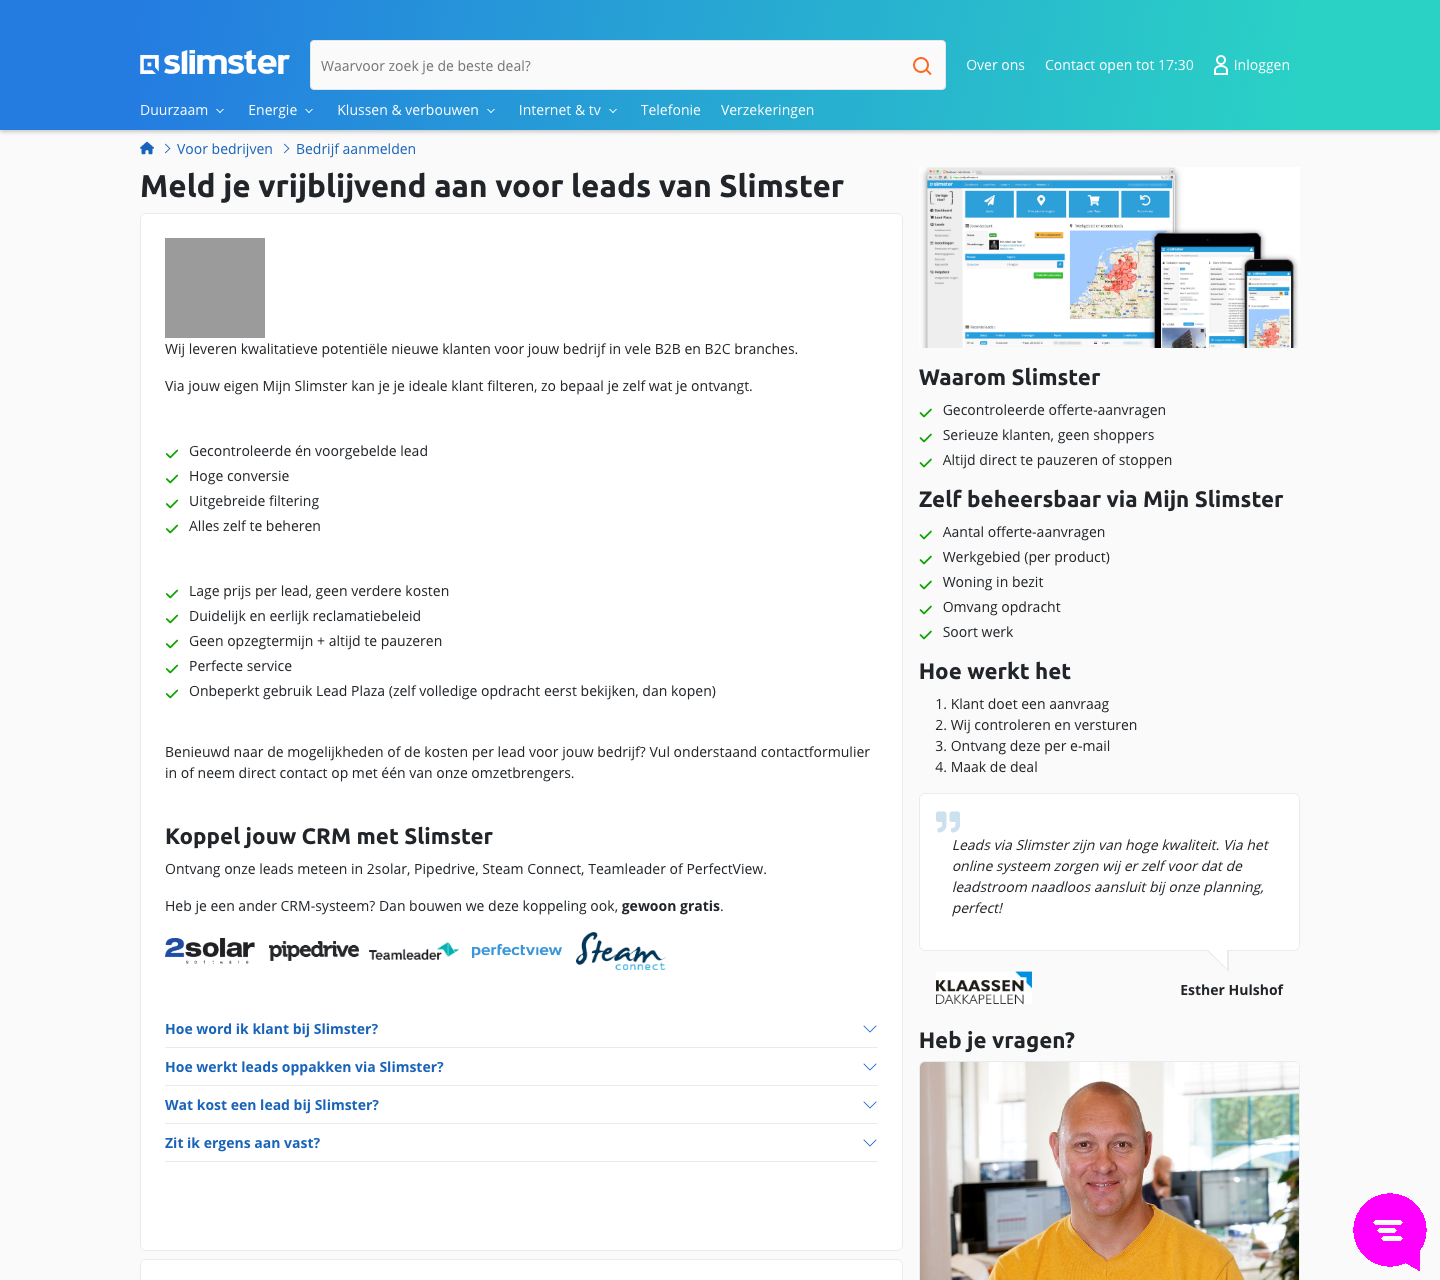 slimster
Waarvoor zoek je de beste deal?
Over ons
Contact open tot 17:30
Inloggen
Duurzaam
Energie
Klussen & verbouwen
Internet & tv
Telefonie
Verzekeringen
Voor bedrijven
Bedrijf aanmelden
Meld je vrijblijvend aan voor leads van Slimster
Wij leveren kwalitatieve potentiële nieuwe klanten voor jouw bedrijf in vele B2B en B2C branches.
Via jouw eigen Mijn Slimster kan je je ideale klant filteren, zo bepaal je zelf wat je ontvangt.
Gecontroleerde én voorgebelde lead
Hoge conversie
Uitgebreide filtering
Alles zelf te beheren
Lage prijs per lead, geen verdere kosten
Duidelijk en eerlijk reclamatiebeleid
Geen opzegtermijn + altijd te pauzeren
Perfecte service
Onbeperkt gebruik Lead Plaza (zelf volledige opdracht eerst bekijken, dan kopen)
Benieuwd naar de mogelijkheden of de kosten per lead voor jouw bedrijf? Vul onderstaand contactformulier
in of neem direct contact op met één van onze omzetbrengers.
Koppel jouw CRM met Slimster
Ontvang onze leads meteen in 2solar, Pipedrive, Steam Connect, Teamleader of PerfectView.
Heb je een ander CRM-systeem? Dan bouwen we deze koppeling ook, gewoon gratis.
2solar
software
pipedrive
Teamleader
perfectview
Steam
connect
Hoe word ik klant bij Slimster?
Hoe werkt leads oppakken via Slimster?
Wat kost een lead bij Slimster?
Zit ik ergens aan vast?
slimster
Waarom Slimster
Gecontroleerde offerte-aanvragen
Serieuze klanten, geen shoppers
Altijd direct te pauzeren of stoppen
Zelf beheersbaar via Mijn Slimster
Aantal offerte-aanvragen
Werkgebied (per product)
Woning in bezit
Omvang opdracht
Soort werk
Hoe werkt het
1. Klant doet een aanvraag
2. Wij controleren en versturen
3. Ontvang deze per e-mail
4. Maak de deal
Leads via Slimster zijn van hoge kwaliteit. Via het
online systeem zorgen wij er zelf voor dat de
leadstroom naadloos aansluit bij onze planning,
perfect!
KLAASSEN
DAKKAPELLEN
Esther Hulshof
Heb je vragen?